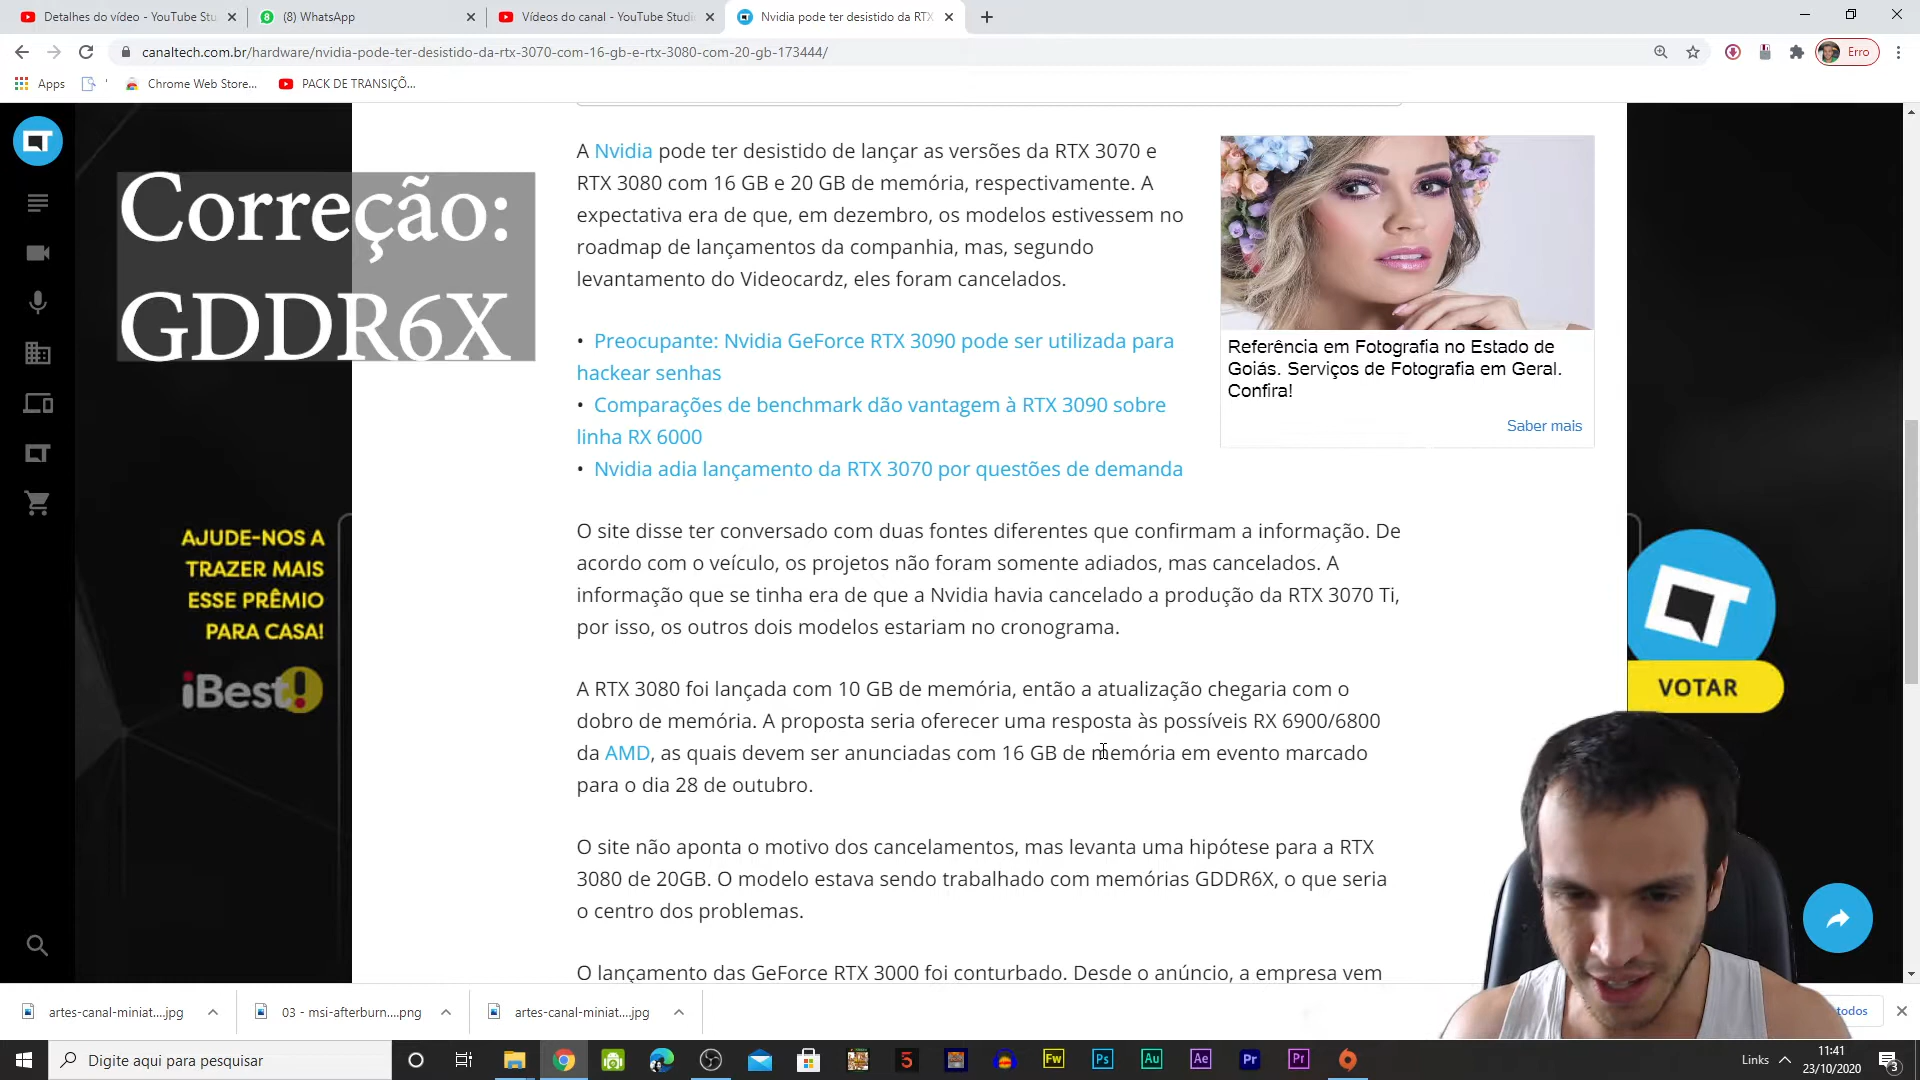 Detalhes do vídeo - YouTube Stu
(8) WhatsApp
Vídeos do canal - YouTube Studi
Nvidia pode ter desistido da RTX
canaltech.com.br/hardware/nvidia-pode-ter-desistido-da-rtx-3070-com-16-gb-e-rtx-3080-com-20-gb-173444/
Erro
Apps
Chrome Web Store...
PACK DE TRANSIÇÕ...
Correção:
GDDR6X
A Nvidia pode ter desistido de lançar as versões da RTX 3070 e
RTX 3080 com 16 GB e 20 GB de memória, respectivamente. A
expectativa era de que, em dezembro, os modelos estivessem no
roadmap de lançamentos da companhia, mas, segundo
levantamento do Videocardz, eles foram cancelados.
• Preocupante: Nvidia GeForce RTX 3090 pode ser utilizada para
hackear senhas
• Comparações de benchmark dão vantagem à RTX 3090 sobre
linha RX 6000
• Nvidia adia lançamento da RTX 3070 por questões de demanda
Referência em Fotografia no Estado de
Goiás. Serviços de Fotografia em Geral.
Confira!
Saber mais
O site disse ter conversado com duas fontes diferentes que confirmam a informação. De
acordo com o veículo, os projetos não foram somente adiados, mas cancelados. A
informação que se tinha era de que a Nvidia havia cancelado a produção da RTX 3070 Ti,
por isso, os outros dois modelos estariam no cronograma.
A RTX 3080 foi lançada com 10 GB de memória, então a atualização chegaria com o
dobro de memória. A proposta seria oferecer uma resposta às possíveis RX 6900/6800
da AMD, as quais devem ser anunciadas com 16 GB de memória em evento marcado
para o dia 28 de outubro.
O site não aponta o motivo dos cancelamentos, mas levanta uma hipótese para a RTX
3080 de 20GB. O modelo estava sendo trabalhado com memórias GDDR6X, o que seria
o centro dos problemas.
O lançamento das GeForce RTX 3000 foi conturbado. Desde o anúncio, a empresa vem
AJUDE-NOS A
TRAZER MAIS
ESSE PRÊMIO
PARA CASA!
iBest!
CT
VOTAR
artes-canal-miniat....jpg
03 - msi-afterburn....png
artes-canal-miniat....jpg
todos
Digite aqui para pesquisar
5
Fw
Ps
Au
Ae
Pr
Pr
Links
11:41
23/10/2020
3